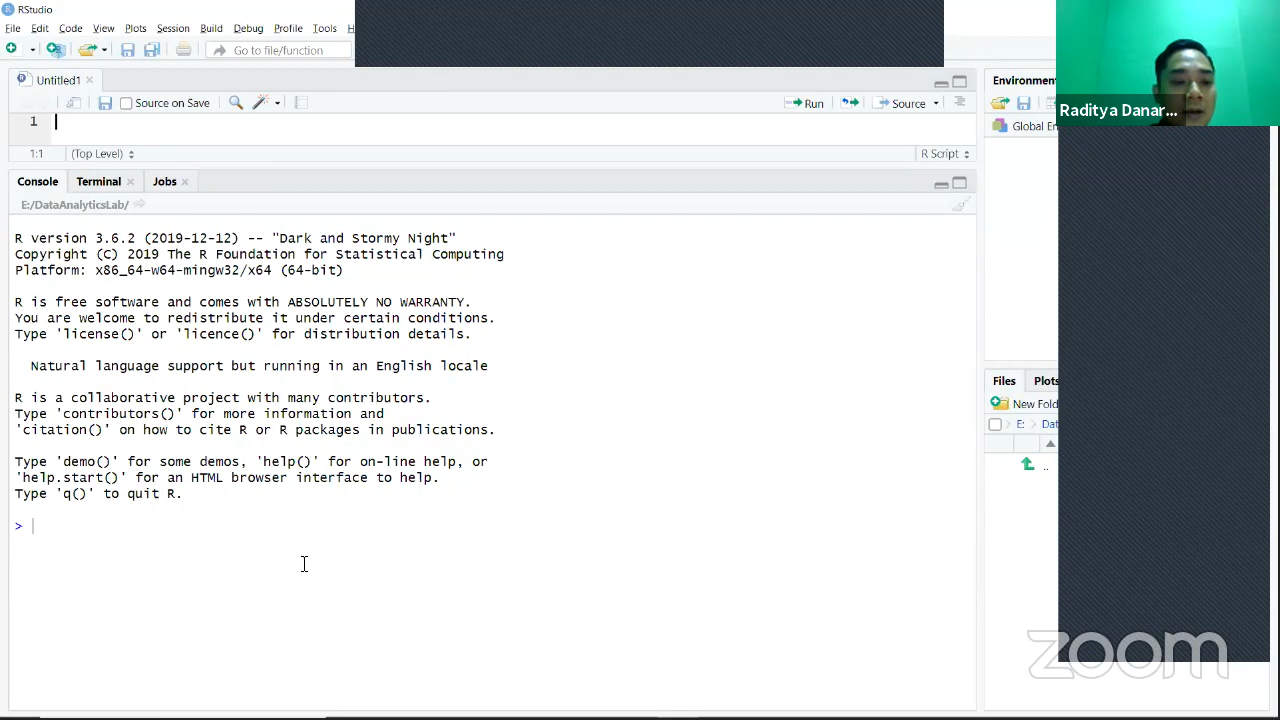 RStudio
File Edit Code View Plots Session Build Debug Profile Tools H
Go to file/function
Untitled1
Source on Save
Run
Source
1
1:1 (Top Level) R Script
Console Terminal Jobs
E:/DataAnalyticsLab/
R version 3.6.2 (2019-12-12) -- "Dark and Stormy Night"
Copyright (C) 2019 The R Foundation for Statistical Computing
Platform: x86_64-w64-mingw32/x64 (64-bit)
R is free software and comes with ABSOLUTELY NO WARRANTY.
You are welcome to redistribute it under certain conditions.
Type 'license()' or 'licence()' for distribution details.
Natural language support but running in an English locale
R is a collaborative project with many contributors.
Type 'contributors()' for more information and
'citation()' on how to cite R or R packages in publications.
Type 'demo()' for some demos, 'help()' for on-line help, or
'help.start()' for an HTML browser interface to help.
Type 'q()' to quit R.
>
Environmen
Global En
Files Plots
New Fold
E: Dat
..
Raditya Danar...
zoom